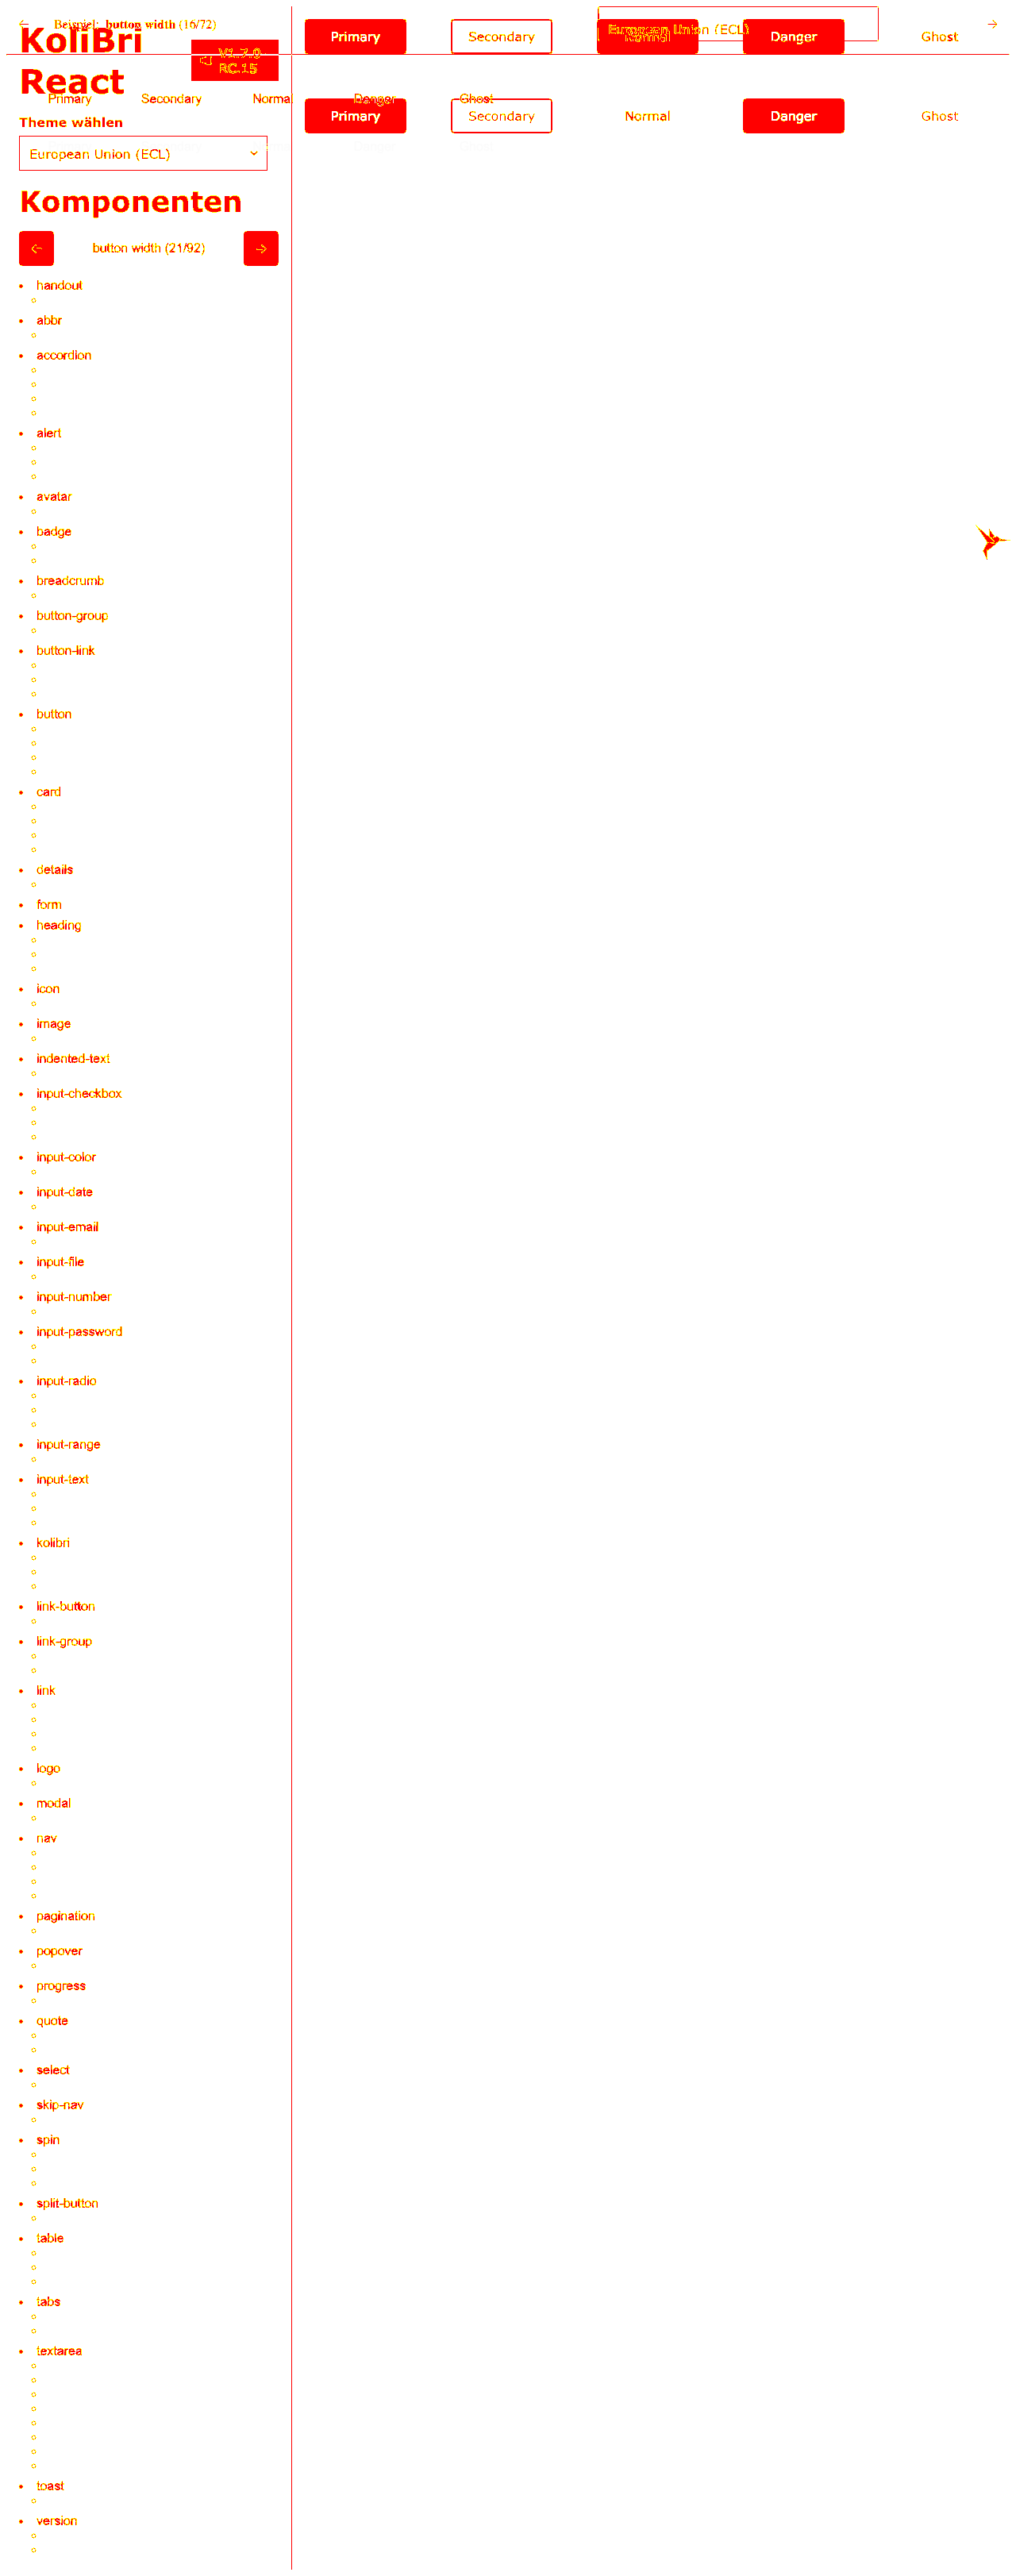 Beispiel: button width (16/72)
KoliBri
React
V1.7.0-
RC.15
Primary
Secondary
Normal
Danger
Ghost
European Union (ECL)
Primary
Secondary
Normal
Danger
Ghost
Primary
Secondary
Normal
Danger
Ghost
Theme wählen
European Union (ECL)
Komponenten
button width (21/92)
handout
abbr
accordion
alert
avatar
badge
breadcrumb
button-group
button-link
button
card
details
form
heading
icon
image
indented-text
input-checkbox
input-color
input-date
input-email
input-file
input-number
input-password
input-radio
input-range
input-text
kolibri
link-button
link-group
link
logo
modal
nav
pagination
popover
progress
quote
select
skip-nav
spin
split-button
table
tabs
textarea
toast
version